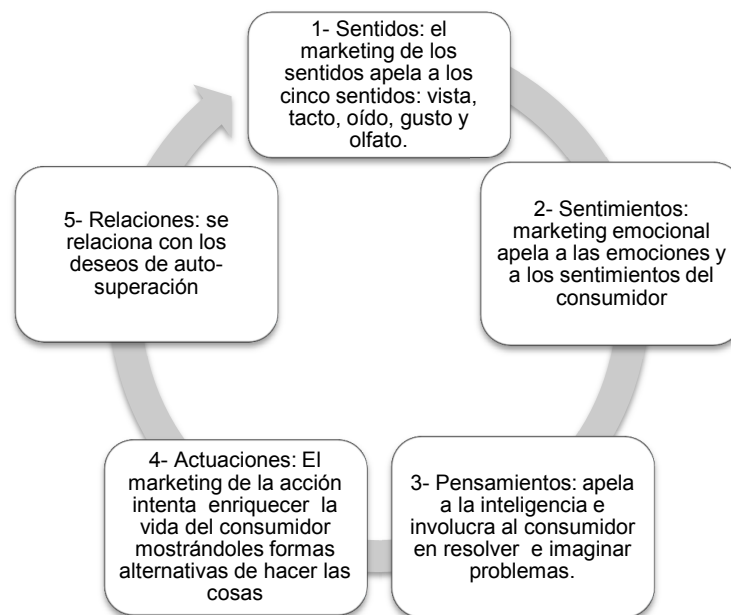 1- Sentidos: el
marketing de los
sentidos apela a los
cinco sentidos: vista,
tacto, oído, gusto y
olfato.
2- Sentimientos:
marketing emocional
apela a las emociones y
a los sentimientos del
consumidor
3- Pensamientos: apela
a la inteligencia e
involucra al consumidor
en resolver e imaginar
problemas.
4- Actuaciones: El
marketing de la acción
intenta enriquecer la
vida del consumidor
mostrándoles formas
alternativas de hacer las
cosas
5- Relaciones: se
relaciona con los
deseos de auto-
superación